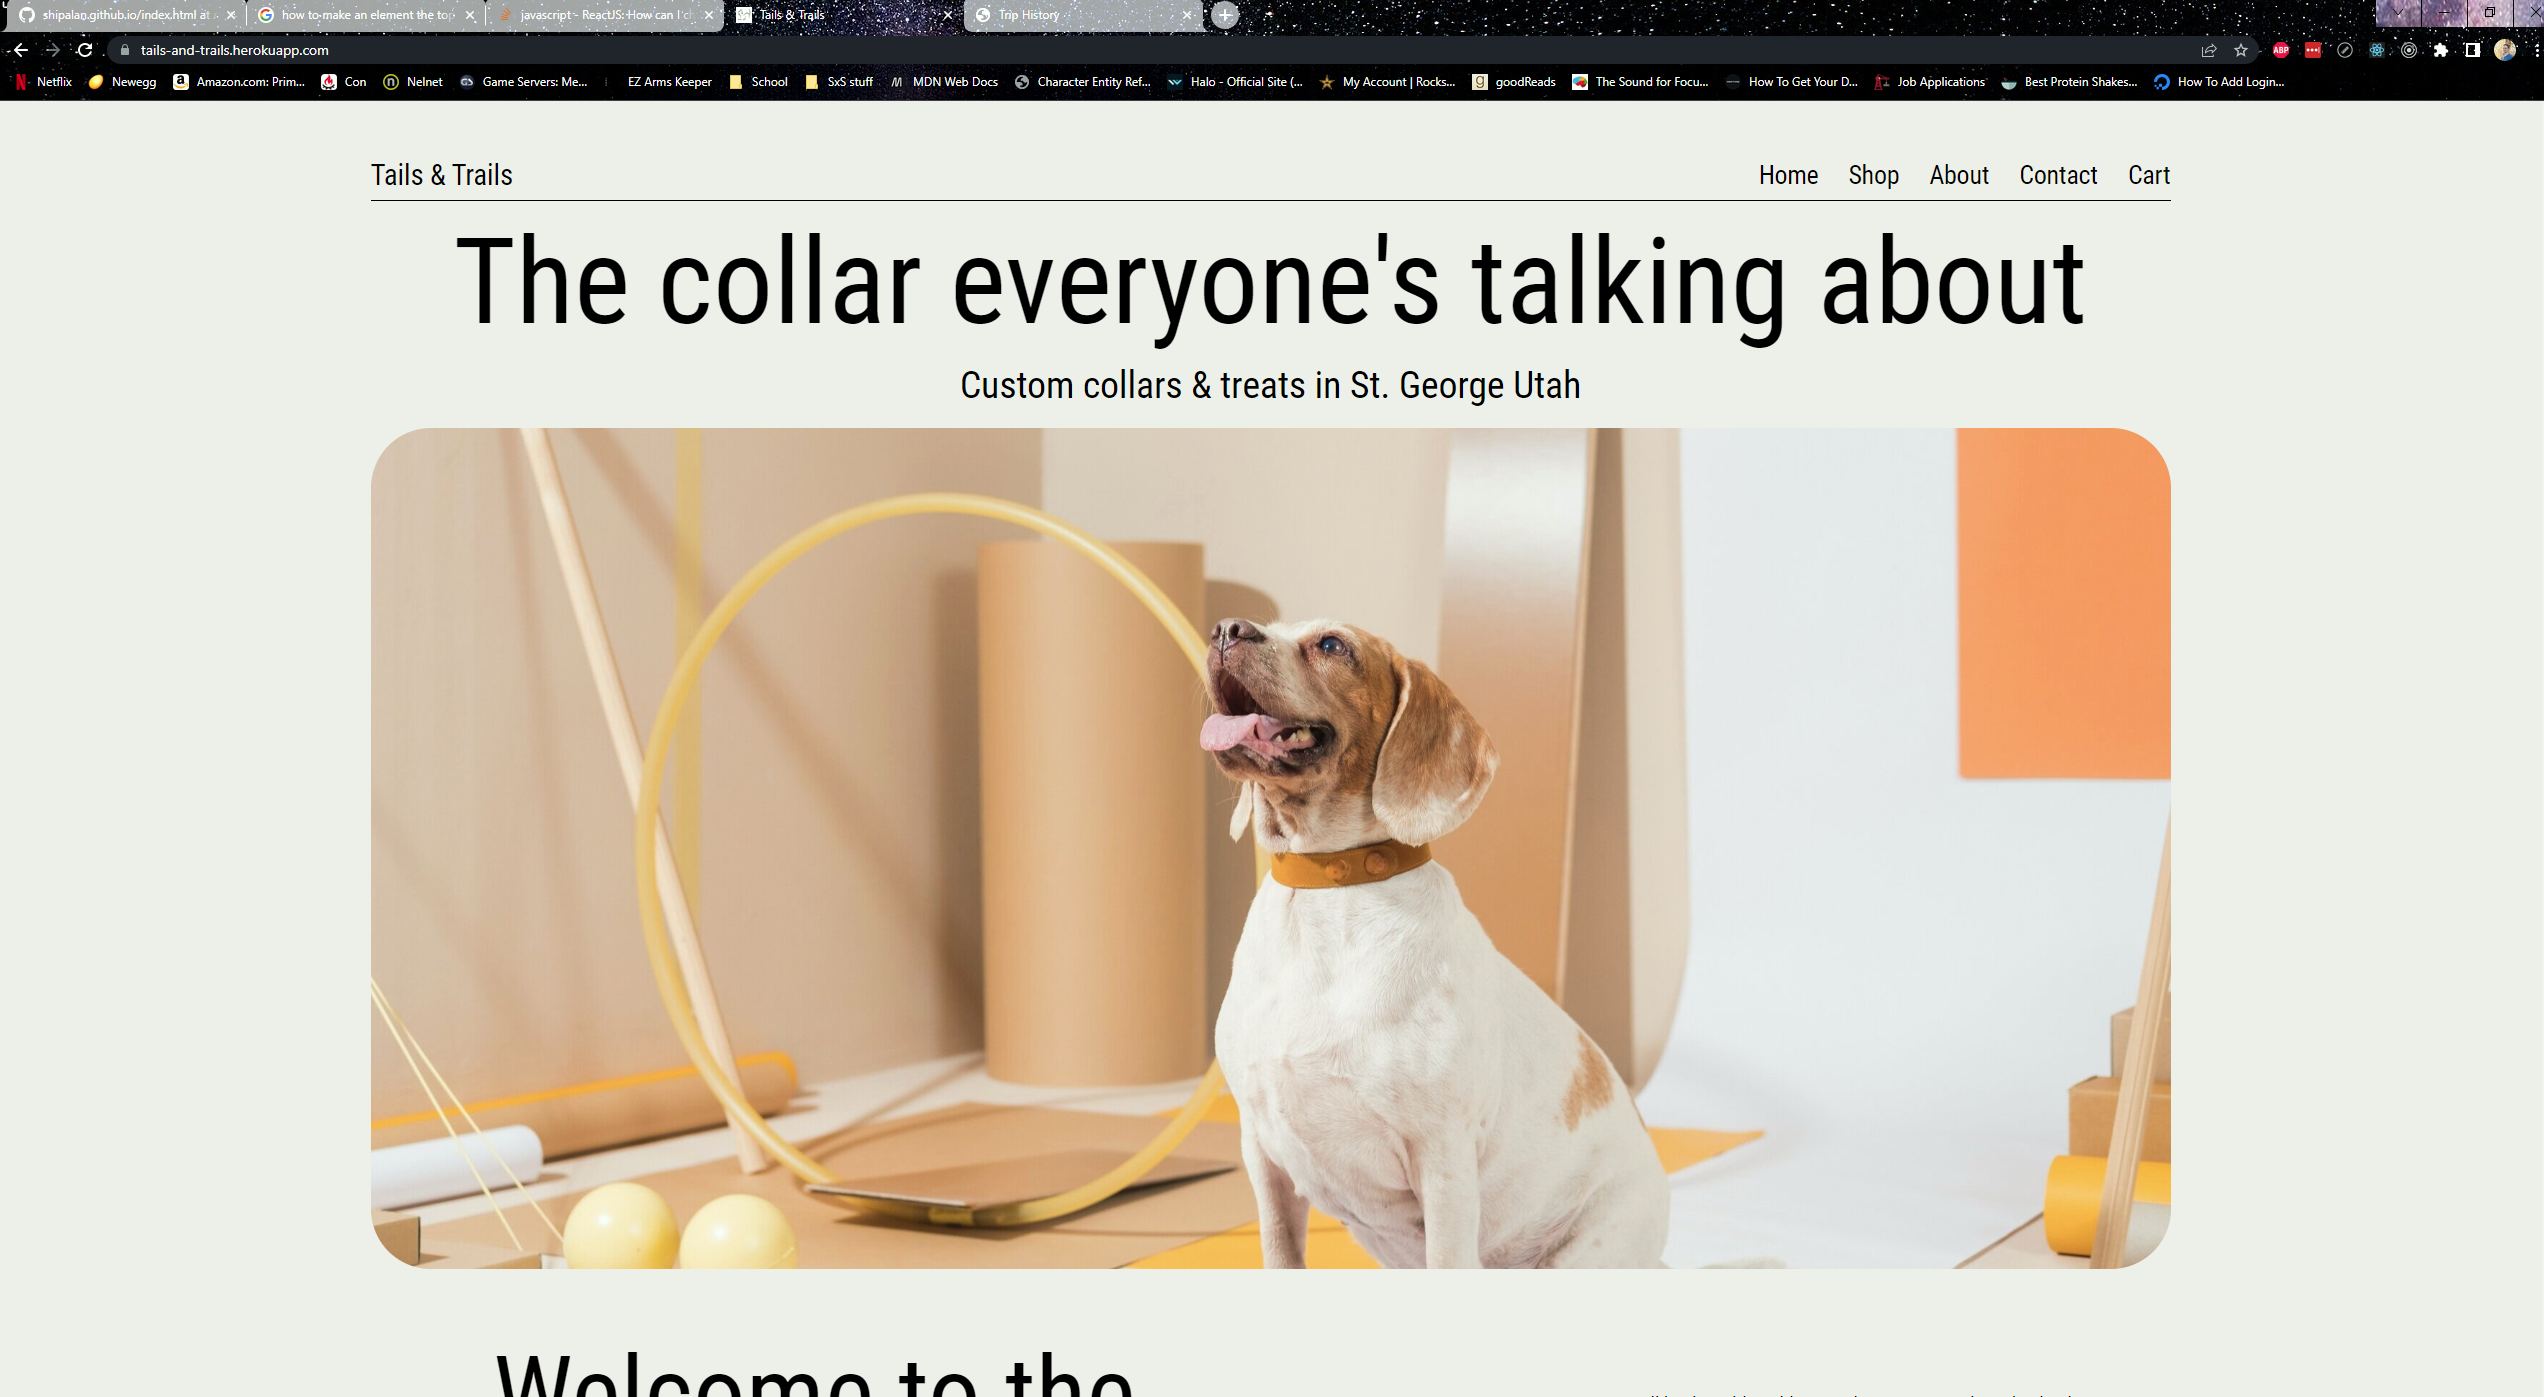 shipalag.github.io/index.html at
how to make an element the top
javascript - ReactJS: How can I
Tails & Trails
Trip History
tails-and-trails.herokuapp.com
ABP
Netflix
Newegg
Amazon.com: Prim...
Con
Nelnet
Game Servers: Me...
EZ Arms Keeper
School
SxS stuff
MDN Web Docs
Character Entity Ref...
Halo - Official Site (...
My Account | Rocks...
goodReads
The Sound for Focu...
How To Get Your D...
Job Applications
Best Protein Shakes...
How To Add Login...
Tails & Trails
Home Shop About Contact Cart
The collar everyone's talking about
Custom collars & treats in St. George Utah
Welcome to the